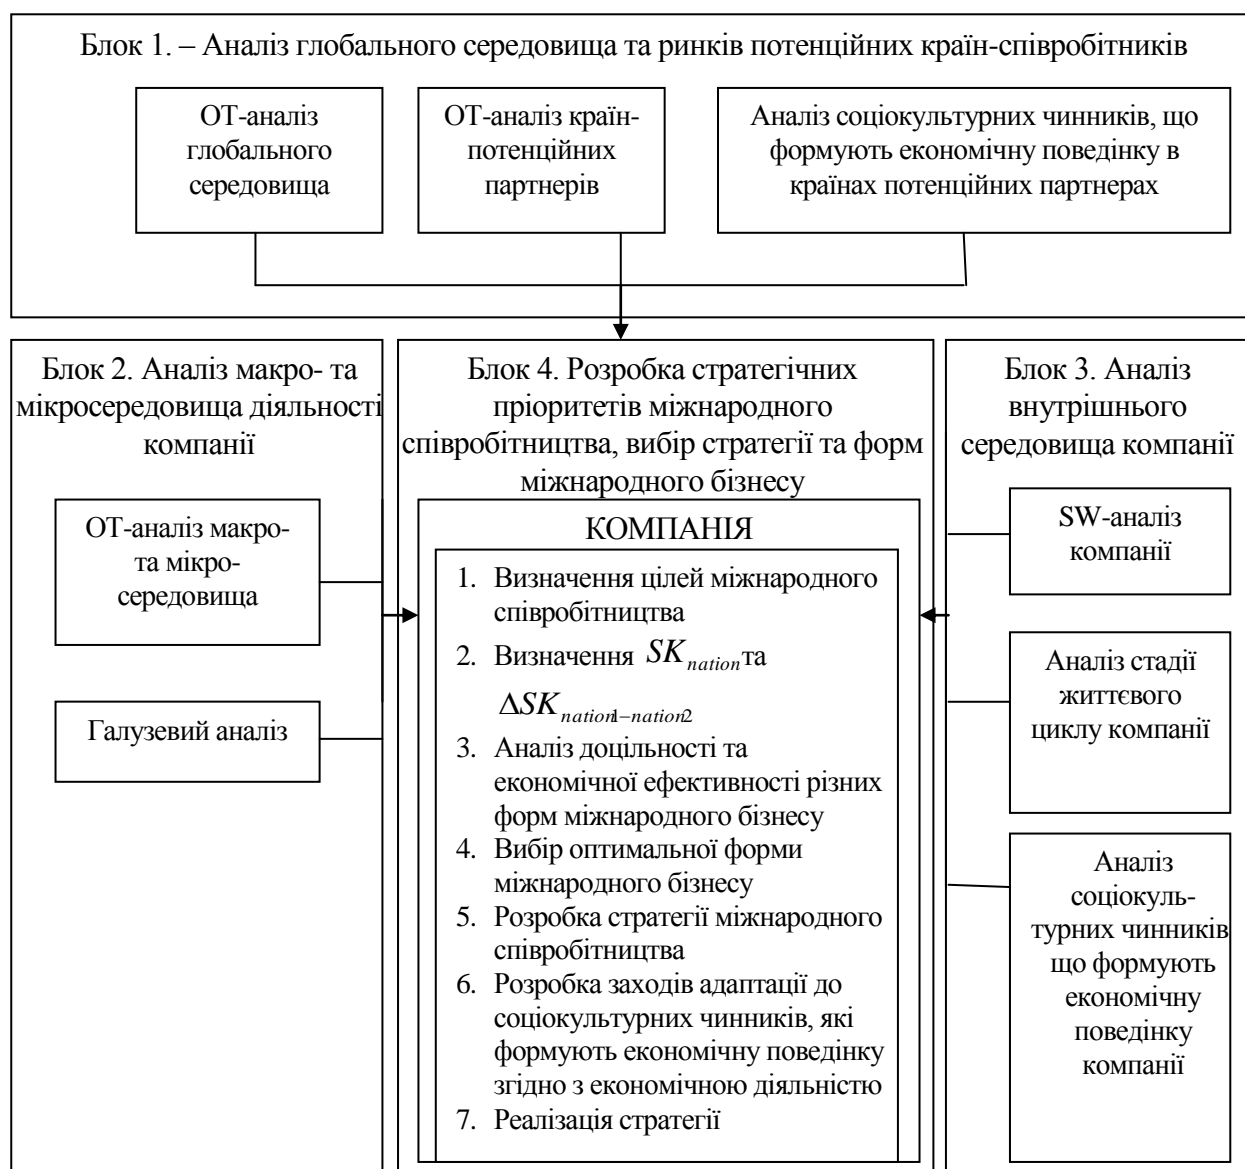 Блок 1. – Аналіз глобального середовища та ринків потенційних країн-співробітників
ОТ-аналіз
глобального
середовища
ОТ-аналіз країн-
потенційних
партнерів
Аналіз соціокультурних чинників, що
формують економічну поведінку в
країнах потенційних партнерах
Блок 2. Аналіз макро- та
мікросередовища діяльності
компанії
ОТ-аналіз макро-
та мікро-
середовища
Галузевий аналіз
Блок 4. Розробка стратегічних
пріоритетів міжнародного
співробітництва, вибір стратегії та форм
міжнародного бізнесу
КОМПАНІЯ
1. Визначення цілей міжнародного
співробітництва
2. Визначення SK nation та
ΔSK nation1–nation2
3. Аналіз доцільності та
економічної ефективності різних
форм міжнародного бізнесу
4. Вибір оптимальної форми
міжнародного бізнесу
5. Розробка стратегії міжнародного
співробітництва
6. Розробка заходів адаптації до
соціокультурних чинників, які
формують економічну поведінку
згідно з економічною діяльністю
7. Реалізація стратегії
Блок 3. Аналіз
внутрішнього
середовища компанії
SW-аналіз
компанії
Аналіз стадії
життєвого
циклу компанії
Аналіз
соціокуль-
турних чинників
що формують
економічну
поведінку
компанії